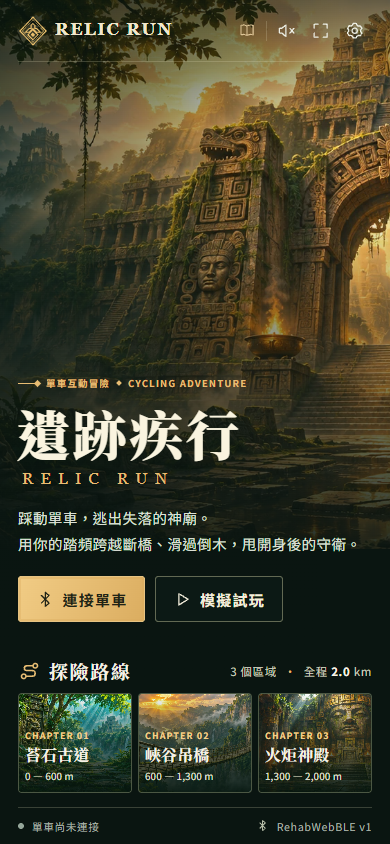 RELIC RUN
單車互動冒險 ◆ CYCLING ADVENTURE
遺跡疾行
RELIC RUN
踩動單車，逃出失落的神廟。
用你的踏頻跨越斷橋、滑過倒木，甩開身後的守衛。
連接單車
模擬試玩
探險路線
3 個區域 • 全程 2.0 km
CHAPTER 01
苔石古道
0 — 600 m
CHAPTER 02
峽谷吊橋
600 — 1,300 m
CHAPTER 03
火炬神殿
1,300 — 2,000 m
單車尚未連接
RehabWebBLE v1